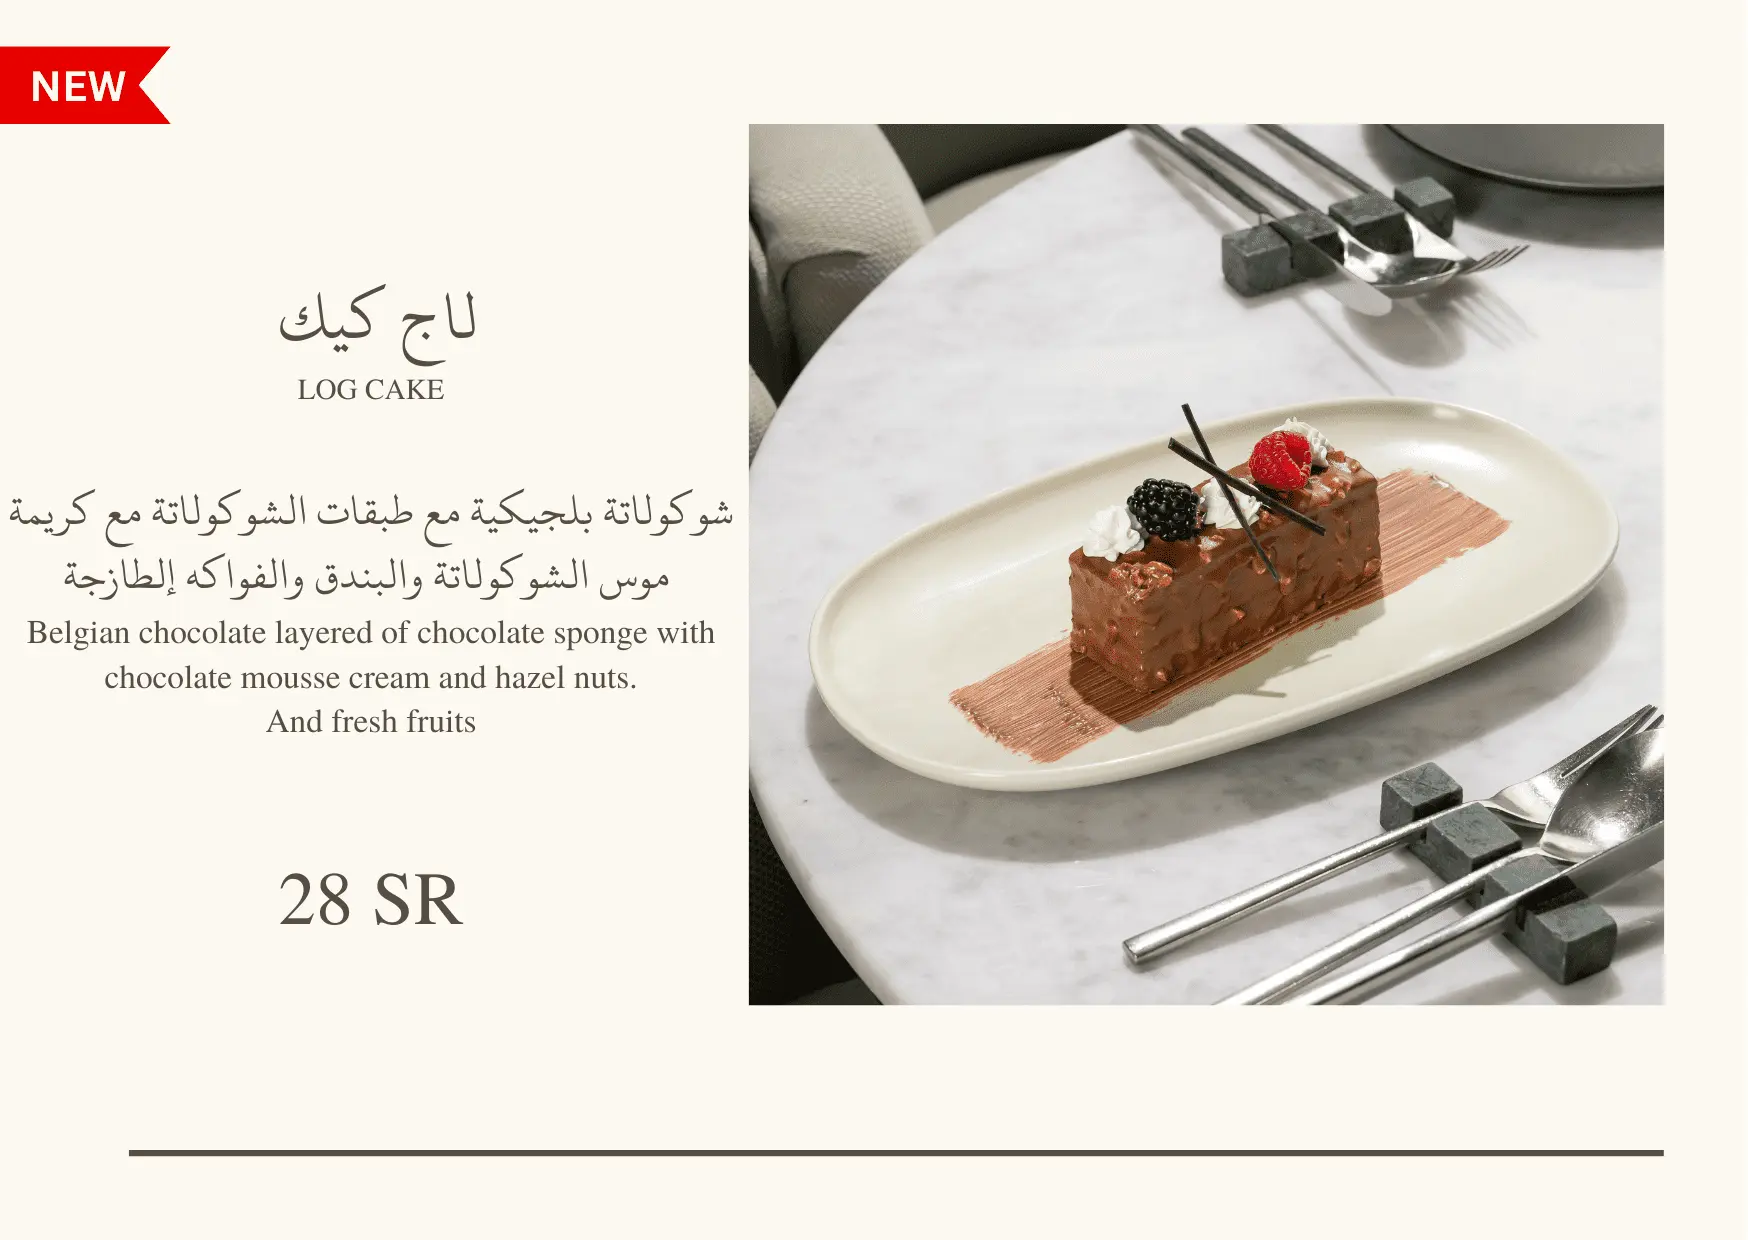 NEW
لاج كيك
LOG CAKE
شوكولاتة بلجيكية مع طبقات الشوكولاتة مع كريمة
موس الشوكولاتة والبندق والفواكه إلطازجة
Belgian chocolate layered of chocolate sponge with
chocolate mousse cream and hazel nuts.
And fresh fruits
28 SR